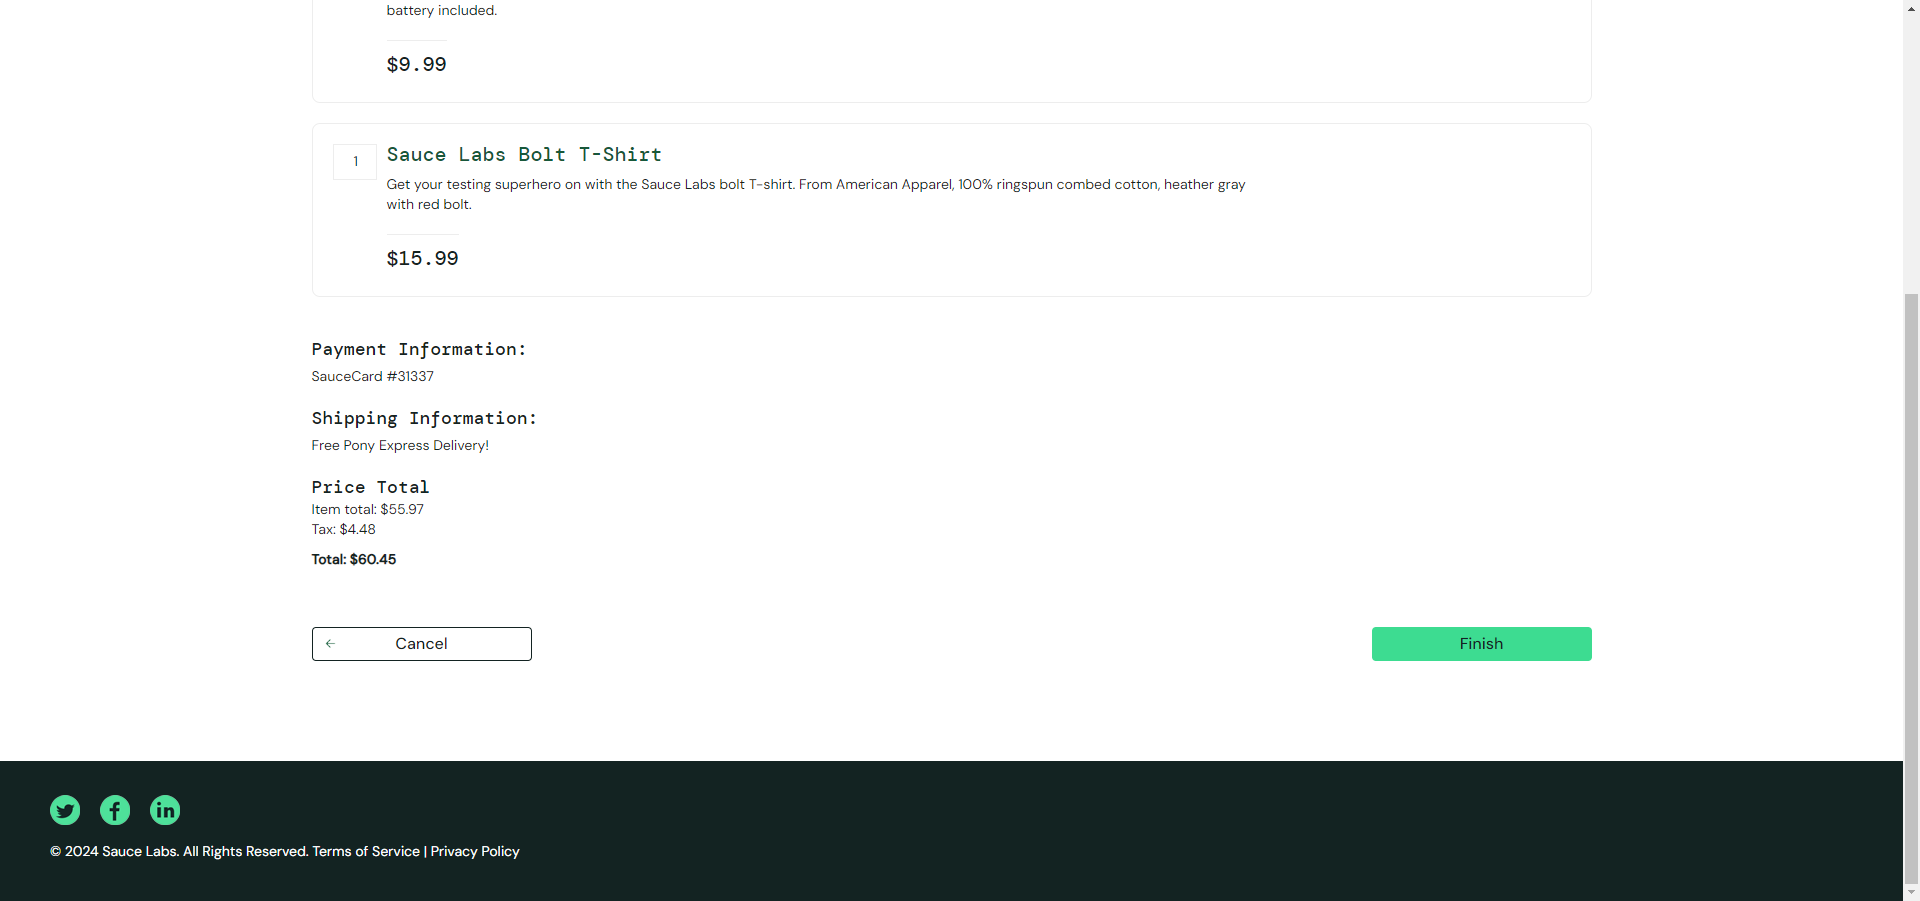 battery included.
$9.99
1
Sauce Labs Bolt T-Shirt
Get your testing superhero on with the Sauce Labs bolt T-shirt. From American Apparel, 100% ringspun combed cotton, heather gray
with red bolt.
$15.99
Payment Information:
SauceCard #31337
Shipping Information:
Free Pony Express Delivery!
Price Total
Item total: $55.97
Tax: $4.48
Total: $60.45
Cancel
Finish
© 2024 Sauce Labs. All Rights Reserved. Terms of Service | Privacy Policy